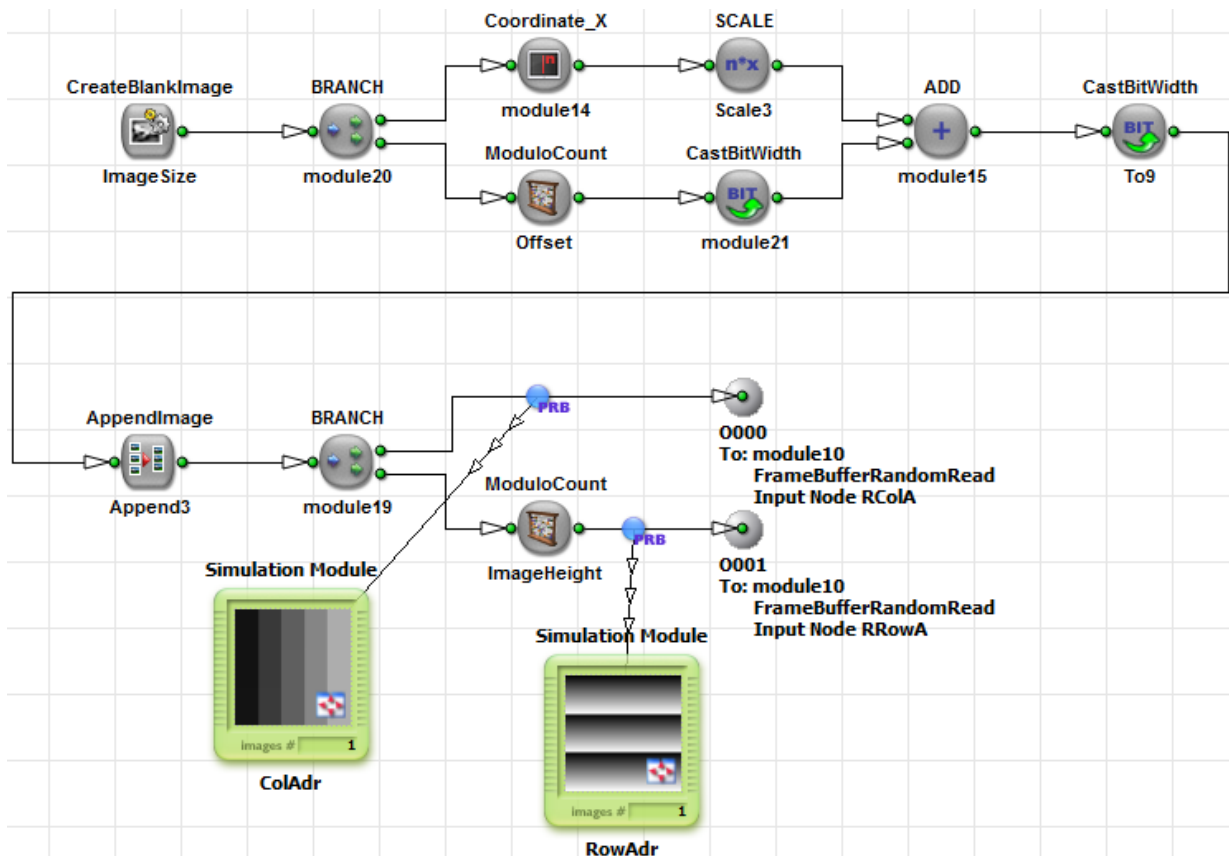 Coordinate_X
SCALE
CreateBlankImage
BRANCH
n*x
ADD
CastBitWidth
module14
Scale3
+
BIT
ModuloCount
CastBitWidth
ImageSize
module20
module15
To9
BIT
Offset
module21
AppendImage
BRANCH
PRB
O000
To: module10
FrameBufferRandomRead
Input Node RColA
ModuloCount
Append3
module19
PRB
Simulation Module
ImageHeight
O001
To: module10
FrameBufferRandomRead
Input Node RRowA
Simulation Module
images # 1
ColAdr
images # 1
RowAdr